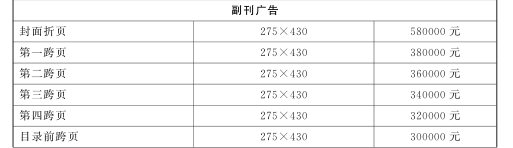 副刊广告
封面折页 275×430 580000 元
第一跨页 275×430 380000 元
第二跨页 275×430 360000 元
第三跨页 275×430 340000 元
第四跨页 275×430 320000 元
目录前跨页 275×430 300000 元